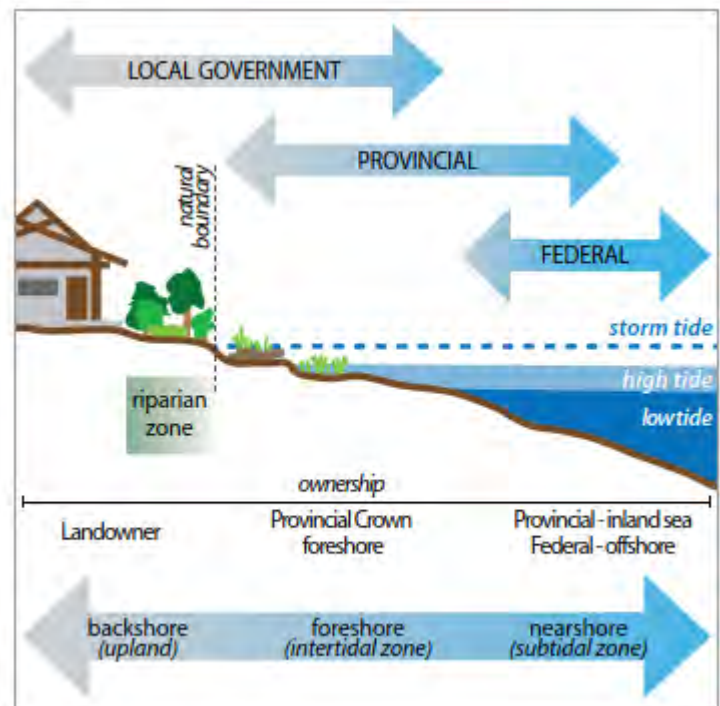 LOCAL GOVERNMENT
PROVINCIAL
natural
boundary
FEDERAL
storm tide
high tide
lowtide
riparian
zone
ownership
Landowner
Provincial Crown
foreshore
Provincial - inland sea
Federal - offshore
backshore
(upland)
foreshore
(intertidal zone)
nearshore
(subtidal zone)